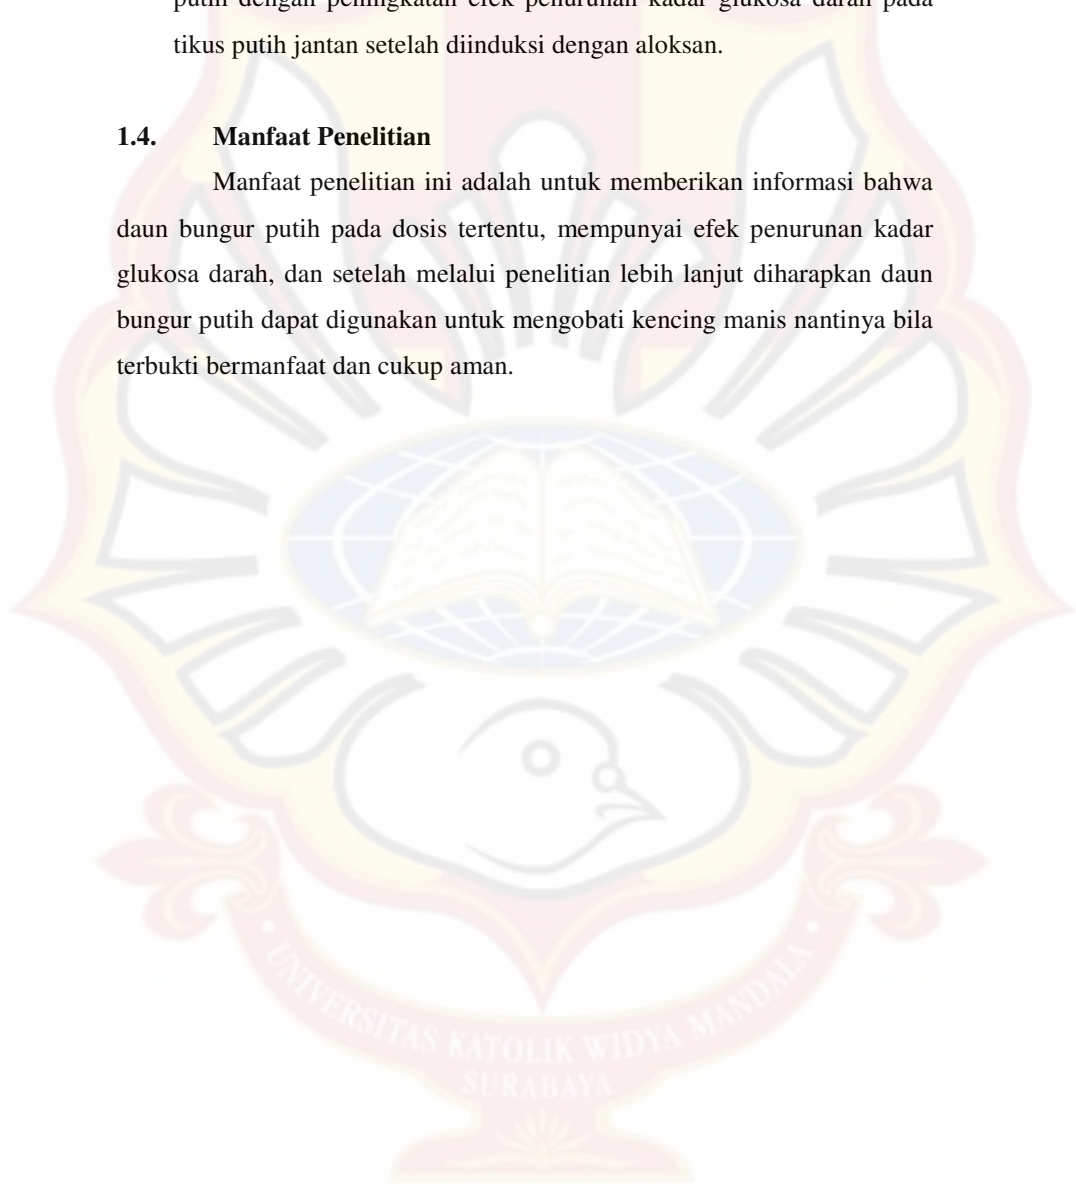 putih dengan peningkatan efek penurunan kadar glukosa darah pada
tikus putih jantan setelah diinduksi dengan aloksan.
1.4. Manfaat Penelitian
Manfaat penelitian ini adalah untuk memberikan informasi bahwa
daun bungur putih pada dosis tertentu, mempunyai efek penurunan kadar
glukosa darah, dan setelah melalui penelitian lebih lanjut diharapkan daun
bungur putih dapat digunakan untuk mengobati kencing manis nantinya bila
terbukti bermanfaat dan cukup aman.
UNIVERSITAS KATOLIK WIDYA MANDALA
SURABAYA